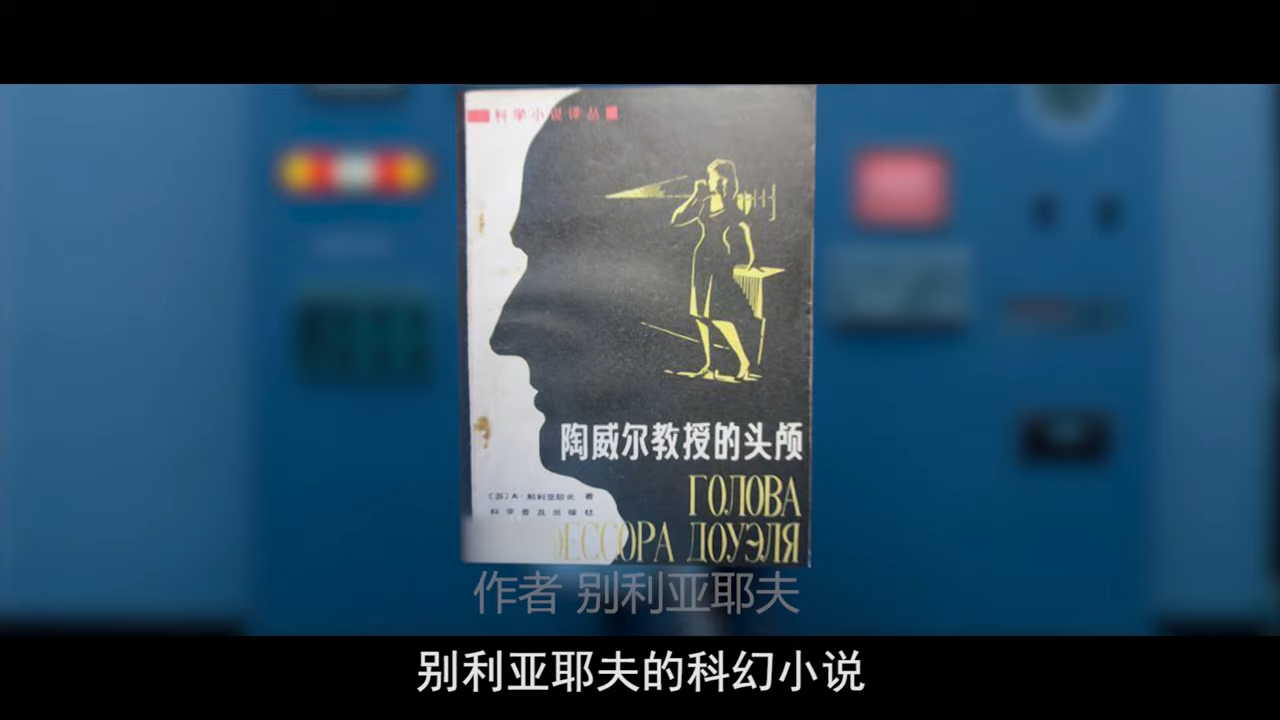 科学小说译丛
陶威尔教授的头颅
ГОЛОВА
ЕССОРА ДОУЭЛЯ
〔苏〕A·别利亚耶夫 著
科学普及出版社
作者 别利亚耶夫
别利亚耶夫的科幻小说